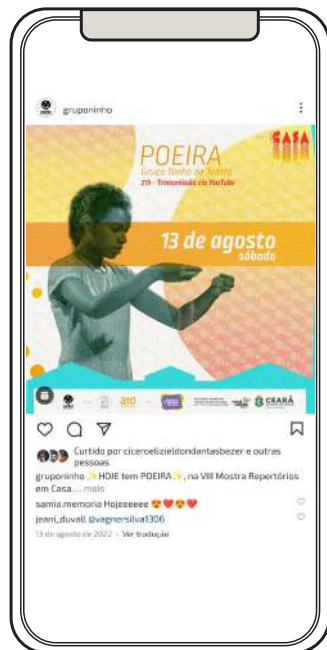 gruponinho
CASA
POEIRA
Grupo Ninho de Teatro
21h - Transmissão via YouTube
13 de agosto
sábado
ato
CEARÁ
Curtido por ciceroelizieldondantasbezer e outras
pessoas
gruponinho ✨HOJE tem POEIRA✨, na VIII Mostra Repertórios
em Casa... mais
samia.memoria Hojeeeeee 😍❤️😍❤️
jeani_duvall @vagnersilva1306
13 de agosto de 2022 • Ver tradução